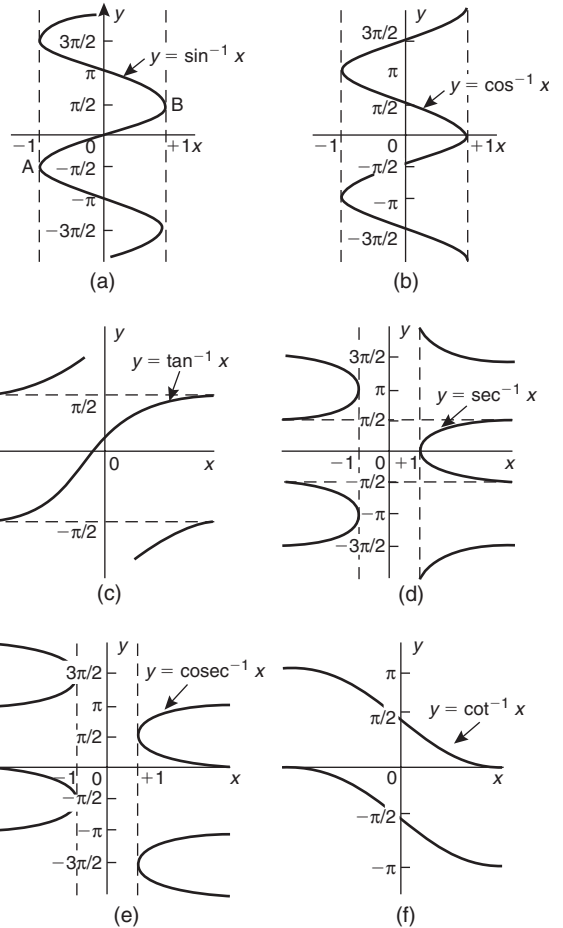 y
3π/2
y = sin⁻¹ x
π
π/2
B
−1
0
+1x
A
−π/2
−π
−3π/2
(a)
y
3π/2
π
y = cos⁻¹ x
π/2
−1
0
+1x
−π/2
−π
−3π/2
(b)
y
y = tan⁻¹ x
π/2
0
x
−π/2
(c)
y
3π/2
π
y = sec⁻¹ x
π/2
−1
0
+1
x
−π/2
−π
−3π/2
(d)
y
3π/2
y = cosec⁻¹ x
π
π/2
−1
0
+1
x
−π/2
−π
−3π/2
(e)
y
π
π/2
y = cot⁻¹ x
0
x
−π/2
−π
(f)